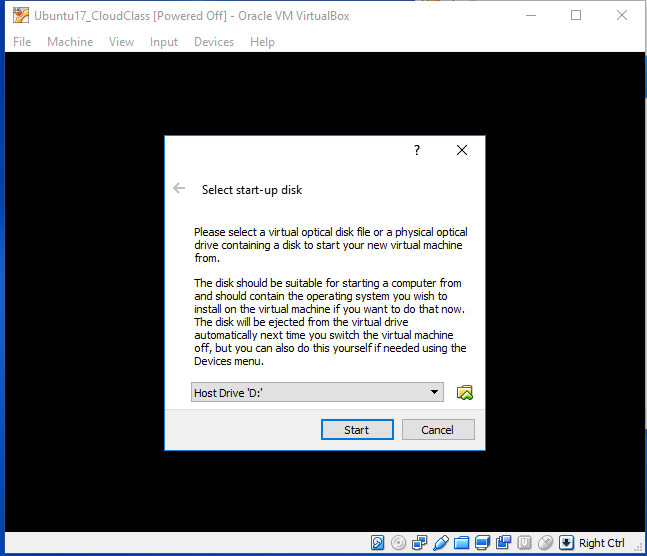 Ubuntu17_CloudClass [Powered Off] - Oracle VM VirtualBox
File Machine View Input Devices Help
?
Select start-up disk
Please select a virtual optical disk file or a physical optical
drive containing a disk to start your new virtual machine
from.
The disk should be suitable for starting a computer from
and should contain the operating system you wish to
install on the virtual machine if you want to do that now.
The disk will be ejected from the virtual drive
automatically next time you switch the virtual machine
off, but you can also do this yourself if needed using the
Devices menu.
Host Drive 'D:'
Start Cancel
Right Ctrl